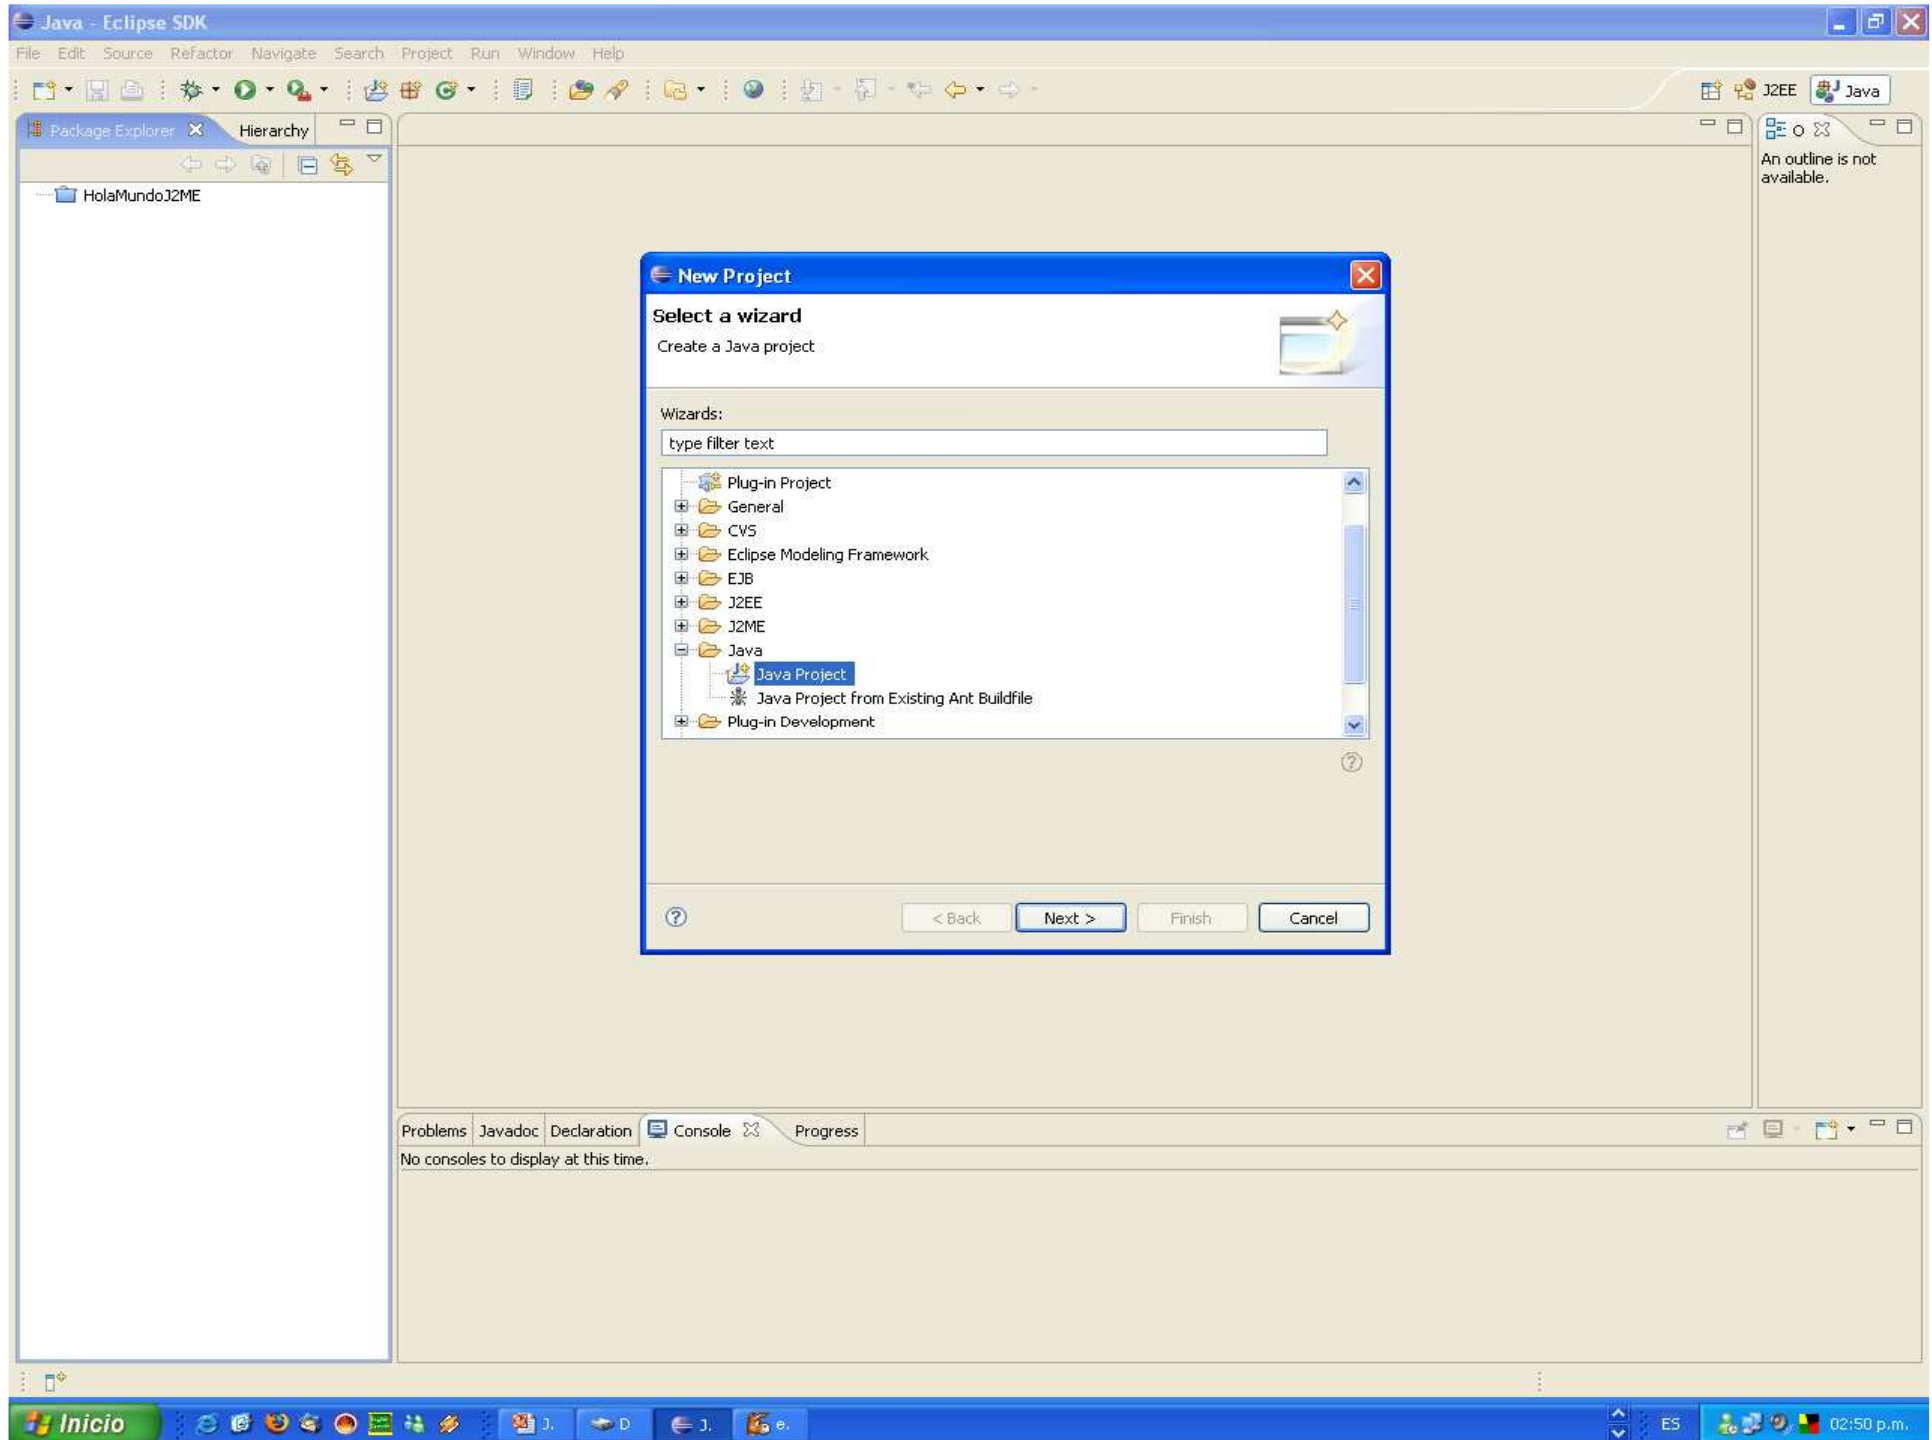 Java - Eclipse SDK
File Edit Source Refactor Navigate Search Project Run Window Help
J2EE Java
Package Explorer Hierarchy
O
An outline is not
available.
HolaMundoJ2ME
New Project
Select a wizard
Create a Java project
Wizards:
type filter text
Plug-in Project
General
CVS
Eclipse Modeling Framework
EJB
J2EE
J2ME
Java
Java Project
Java Project from Existing Ant Buildfile
Plug-in Development
< Back Next > Finish Cancel
Problems Javadoc Declaration Console Progress
No consoles to display at this time.
Inicio J. D J. e. ES 02:50 p.m.